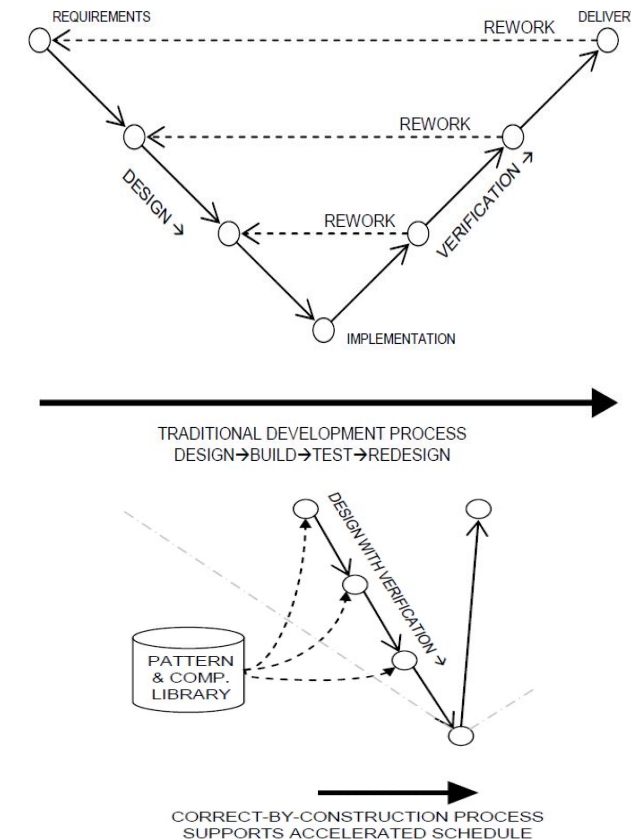 REQUIREMENTS
DELIVER
REWORK
REWORK
DESIGN →
VERIFICATION →
REWORK
IMPLEMENTATION
TRADITIONAL DEVELOPMENT PROCESS
DESIGN→BUILD→TEST→REDESIGN
DESIGN WITH VERIFICATION →
PATTERN
& COMP.
LIBRARY
CORRECT-BY-CONSTRUCTION PROCESS
SUPPORTS ACCELERATED SCHEDULE